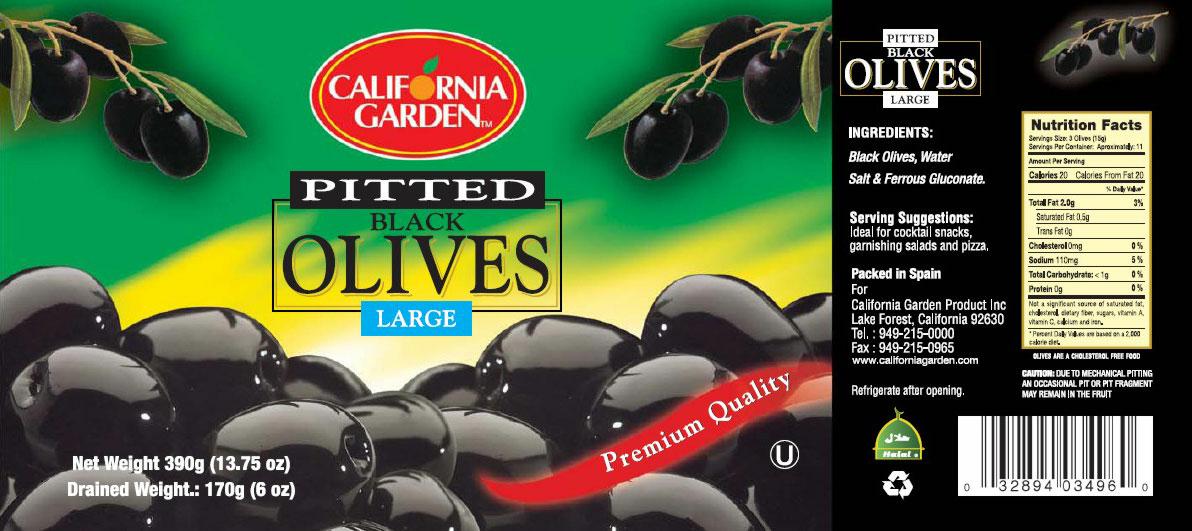 CALIFORNIA
GARDEN™
PITTED
BLACK
OLIVES
LARGE
Premium Quality
U
Net Weight 390g (13.75 oz)
Drained Weight.: 170g (6 oz)
PITTED
BLACK
OLIVES
LARGE
INGREDIENTS:
Black Olives, Water
Salt & Ferrous Gluconate.
Serving Suggestions:
Ideal for cocktail snacks,
garnishing salads and pizza.
Packed in Spain
For
California Garden Product Inc
Lake Forest, California 92630
Tel. : 949-215-0000
Fax : 949-215-0965
www.californiagarden.com
Refrigerate after opening.
حلال
Halal
Nutrition Facts
Servings Size: 3 Olives (15g)
Servings Per Container: Aproximately: 11
Amount Per Serving
Calories 20 Calories From Fat 20
% Daily Value*
Total Fat 2.0g 3%
Saturated Fat 0.5g
Trans Fat 0g
Cholesterol 0mg 0 %
Sodium 110mg 5 %
Total Carbohydrate: < 1g 0 %
Protein 0g 0 %
Not a significant source of saturated fat,
cholesterol, dietary fiber, sugars, vitamin A,
vitamin C, calcium and iron.
* Percent Daily Values are based on a 2,000
calorie diet.
OLIVES ARE A CHOLESTEROL FREE FOOD
CAUTION: DUE TO MECHANICAL PITTING
AN OCCASIONAL PIT OR PIT FRAGMENT
MAY REMAIN IN THE FRUIT
0 32894 03496 0